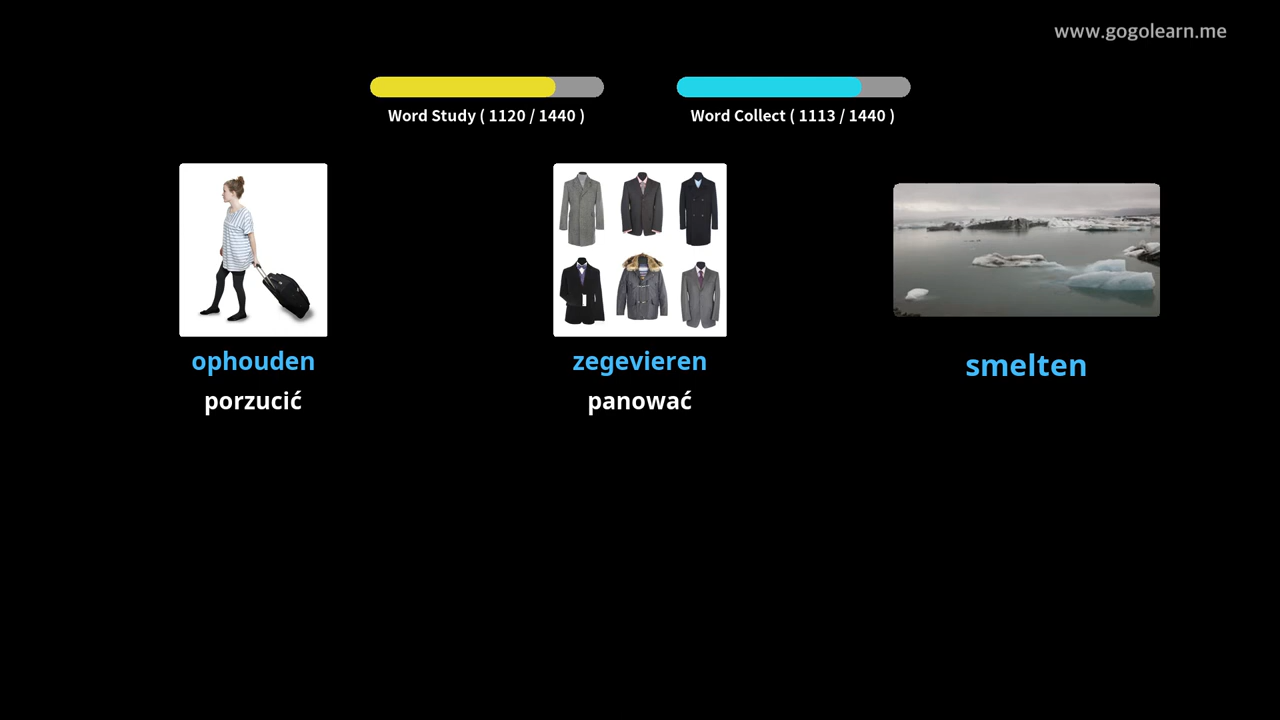 www.gogolearn.me
Word Study ( 1120 / 1440 )
Word Collect ( 1113 / 1440 )
ophouden
porzucić
zegevieren
panować
smelten